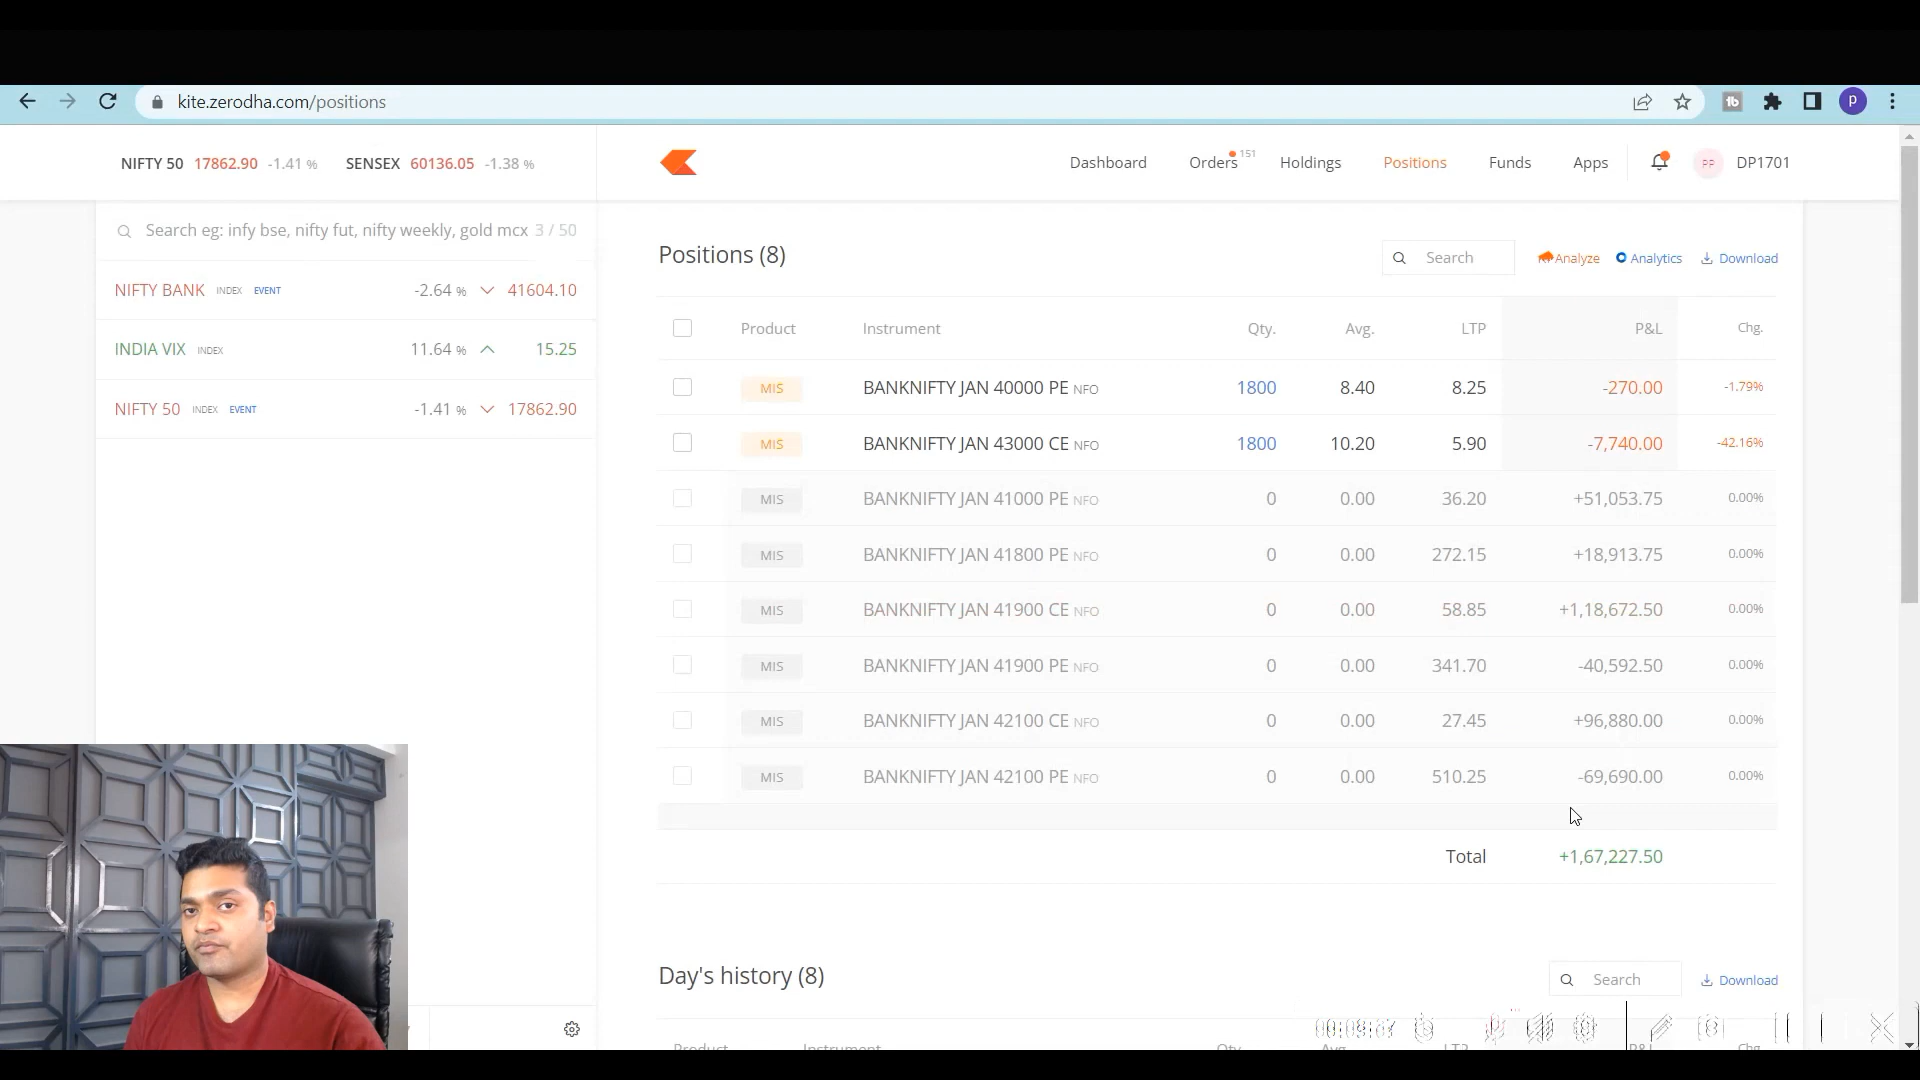 kite.zerodha.com/positions
p
NIFTY 50 17862.90 -1.41 % SENSEX 60136.05 -1.38 %
Dashboard Orders 151 Holdings Positions Funds Apps PP DP1701
Search eg: infy bse, nifty fut, nifty weekly, gold mcx 3 / 50
NIFTY BANK INDEX EVENT -2.64 % 41604.10
INDIA VIX INDEX 11.64 % 15.25
NIFTY 50 INDEX EVENT -1.41 % 17862.90
Positions (8) Search Analyze Analytics Download
Product Instrument Qty. Avg. LTP P&L Chg.
MIS BANKNIFTY JAN 40000 PE NFO 1800 8.40 8.25 -270.00 -1.79%
MIS BANKNIFTY JAN 43000 CE NFO 1800 10.20 5.90 -7,740.00 -42.16%
MIS BANKNIFTY JAN 41000 PE NFO 0 0.00 36.20 +51,053.75 0.00%
MIS BANKNIFTY JAN 41800 PE NFO 0 0.00 272.15 +18,913.75 0.00%
MIS BANKNIFTY JAN 41900 CE NFO 0 0.00 58.85 +1,18,672.50 0.00%
MIS BANKNIFTY JAN 41900 PE NFO 0 0.00 341.70 -40,592.50 0.00%
MIS BANKNIFTY JAN 42100 CE NFO 0 0.00 27.45 +96,880.00 0.00%
MIS BANKNIFTY JAN 42100 PE NFO 0 0.00 510.25 -69,690.00 0.00%
Total +1,67,227.50
Day's history (8) Search Download
Product Instrument Qty. Avg. LTP P&L Chg.